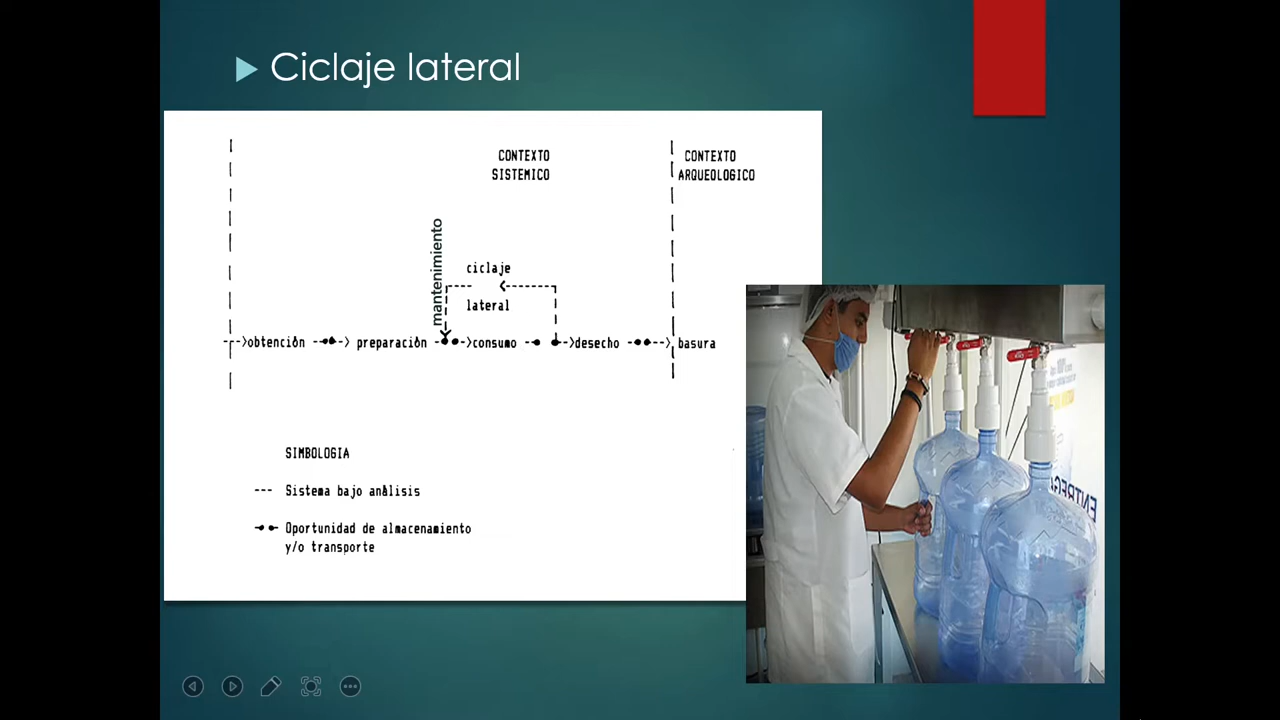 Ciclaje lateral
CONTEXTO
SISTEMICO
CONTEXTO
ARQUEOLOGICO
mantenimiento
ciclaje
lateral
obtención
preparación
consumo
desecho
basura
SIMBOLOGIA
Sistema bajo análisis
Oportunidad de almacenamiento
y/o transporte
ENTREGA